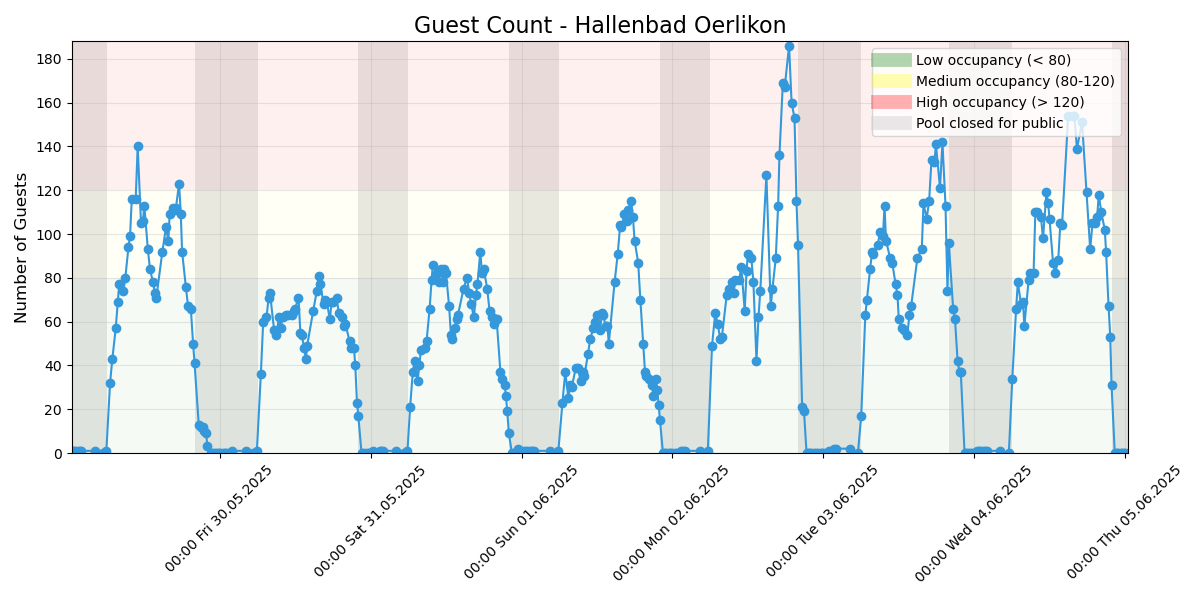 Guest Count - Hallenbad Oerlikon
Number of Guests
180
160
140
120
100
80
60
40
20
0
Low occupancy (< 80)
Medium occupancy (80-120)
High occupancy (> 120)
Pool closed for public
00:00 Fri 30.05.2025
00:00 Sat 31.05.2025
00:00 Sun 01.06.2025
00:00 Mon 02.06.2025
00:00 Tue 03.06.2025
00:00 Wed 04.06.2025
00:00 Thu 05.06.2025